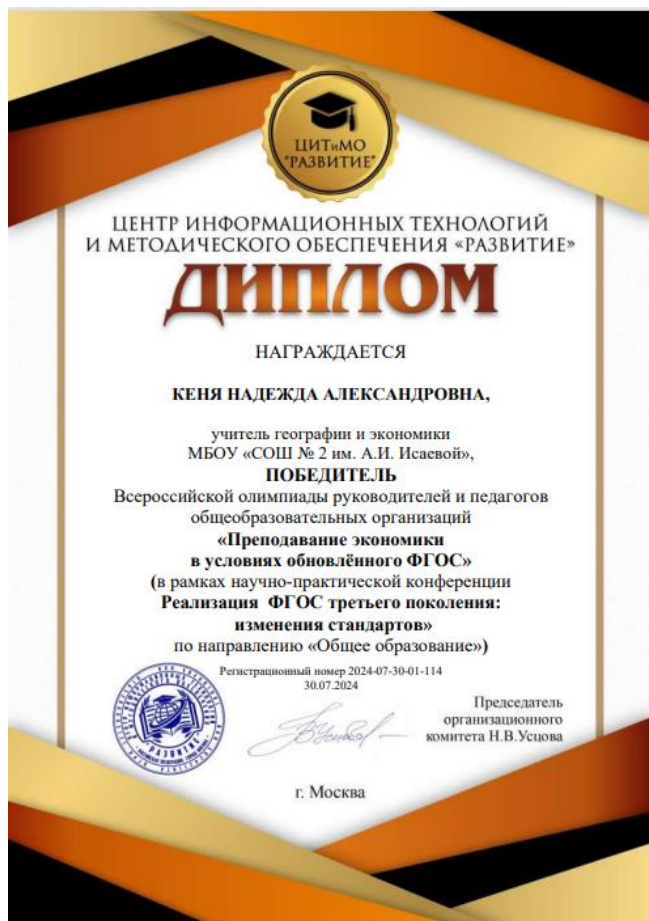 ЦИТиМО
"РАЗВИТИЕ"
ЦЕНТР ИНФОРМАЦИОННЫХ ТЕХНОЛОГИЙ
И МЕТОДИЧЕСКОГО ОБЕСПЕЧЕНИЯ «РАЗВИТИЕ»
ДИПЛОМ
НАГРАЖДАЕТСЯ
КЕНЯ НАДЕЖДА АЛЕКСАНДРОВНА,
учитель географии и экономики
МБОУ «СОШ № 2 им. А.И. Исаевой»,
ПОБЕДИТЕЛЬ
Всероссийской олимпиады руководителей и педагогов
общеобразовательных организаций
«Преподавание экономики
в условиях обновлённого ФГОС»
(в рамках научно-практической конференции
Реализация ФГОС третьего поколения:
изменения стандартов»
по направлению «Общее образование»)
Регистрационный номер 2024-07-30-01-114
30.07.2024
Председатель
организационного
комитета Н.В.Усцова
РАЗВИТИЕ
г. Москва